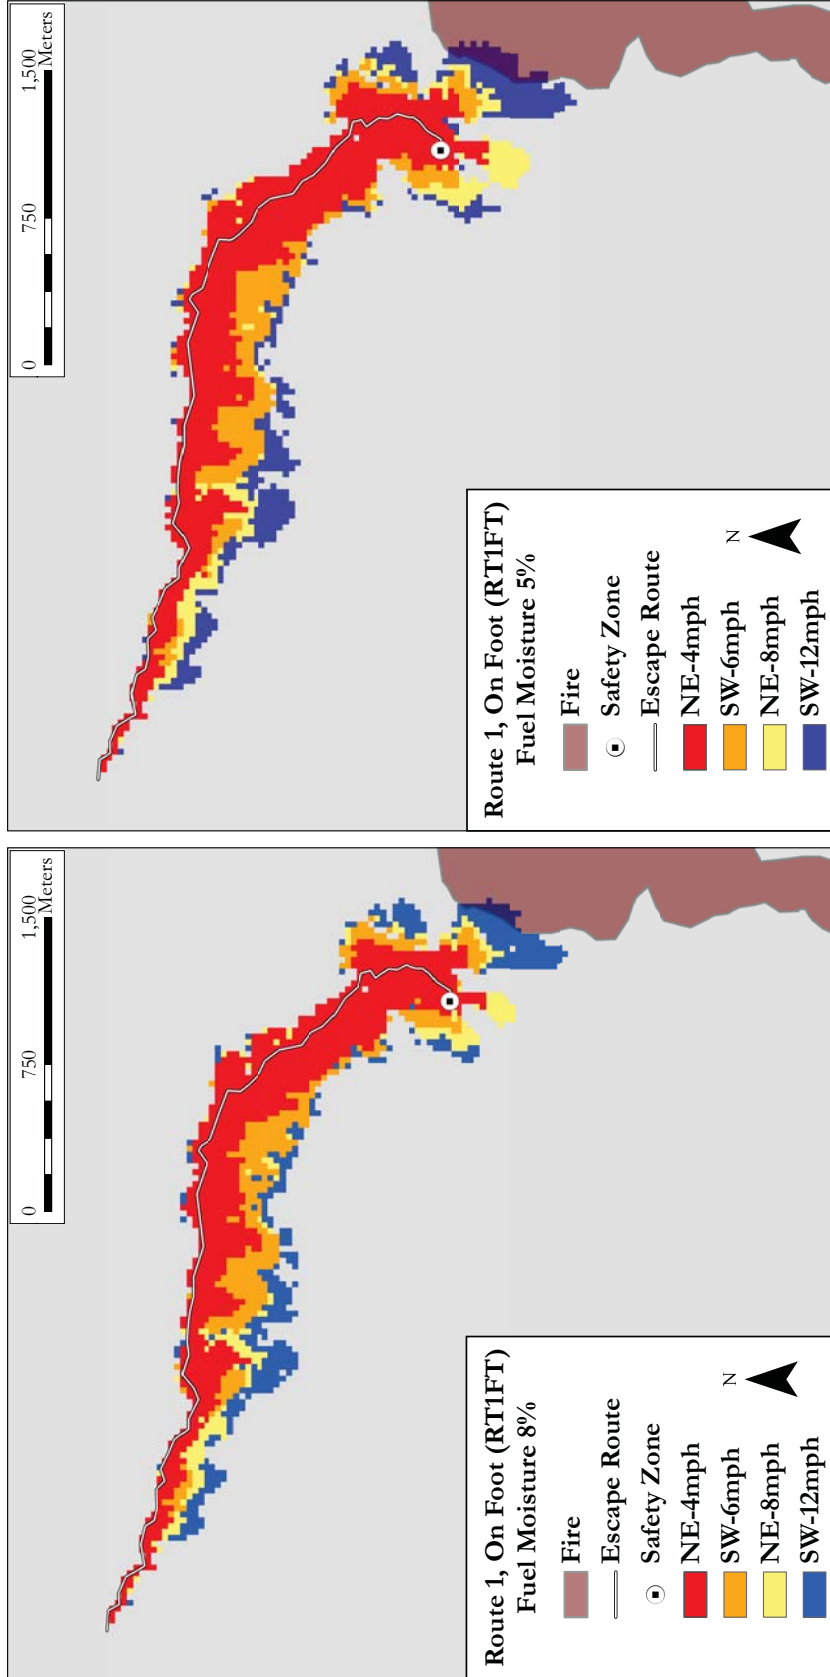 0
750
1,500
Meters
Route 1, On Foot (RT1FT)
Fuel Moisture 5%
Fire
Safety Zone
Escape Route
NE-4mph
SW-6mph
NE-8mph
SW-12mph
N
0
750
1,500
Meters
Route 1, On Foot (RT1FT)
Fuel Moisture 8%
Fire
Escape Route
Safety Zone
NE-4mph
SW-6mph
NE-8mph
SW-12mph
N